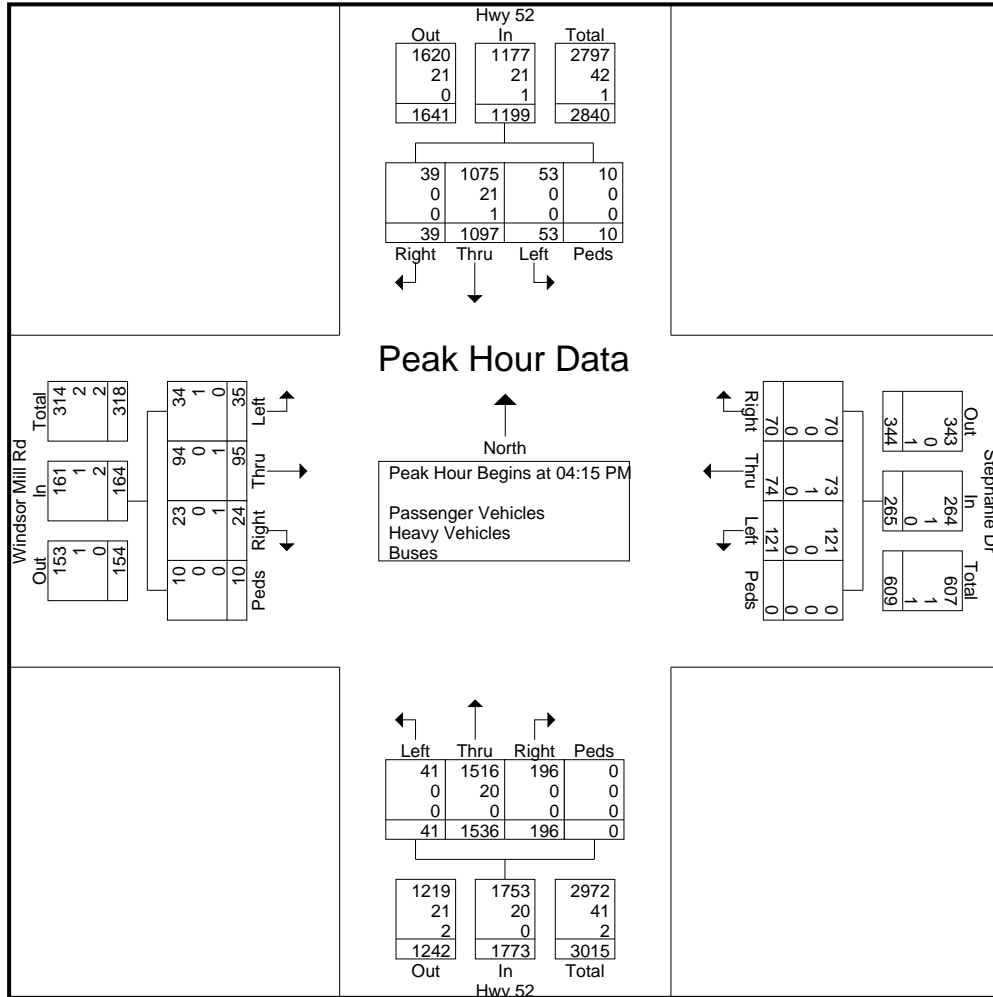 Hwy 52
Out In Total
1620 1177 2797
21 21 42
0 1 1
1641 1199 2840
39 1075 53 10
0 21 0 0
0 1 0 0
39 1097 53 10
Right Thru Left Peds
Peak Hour Data
North
Peak Hour Begins at 04:15 PM
Passenger Vehicles
Heavy Vehicles
Buses
Windsor Mill Rd
Out In Total
153 161 314
1 1 2
0 2 2
154 164 318
Peds Right Thru Left
10 23 94 34
0 0 0 1
0 1 1 0
10 24 95 35
Stephanie Dr
Out In Total
343 264 607
0 1 1
1 0 1
344 265 609
70 73 121 0
0 1 0 0
0 0 0 0
70 74 121 0
Right Thru Left Peds
Left Thru Right Peds
41 1516 196 0
0 20 0 0
0 0 0 0
41 1536 196 0
1219 1753 2972
21 20 41
2 0 2
1242 1773 3015
Out In Total
Hwy 52